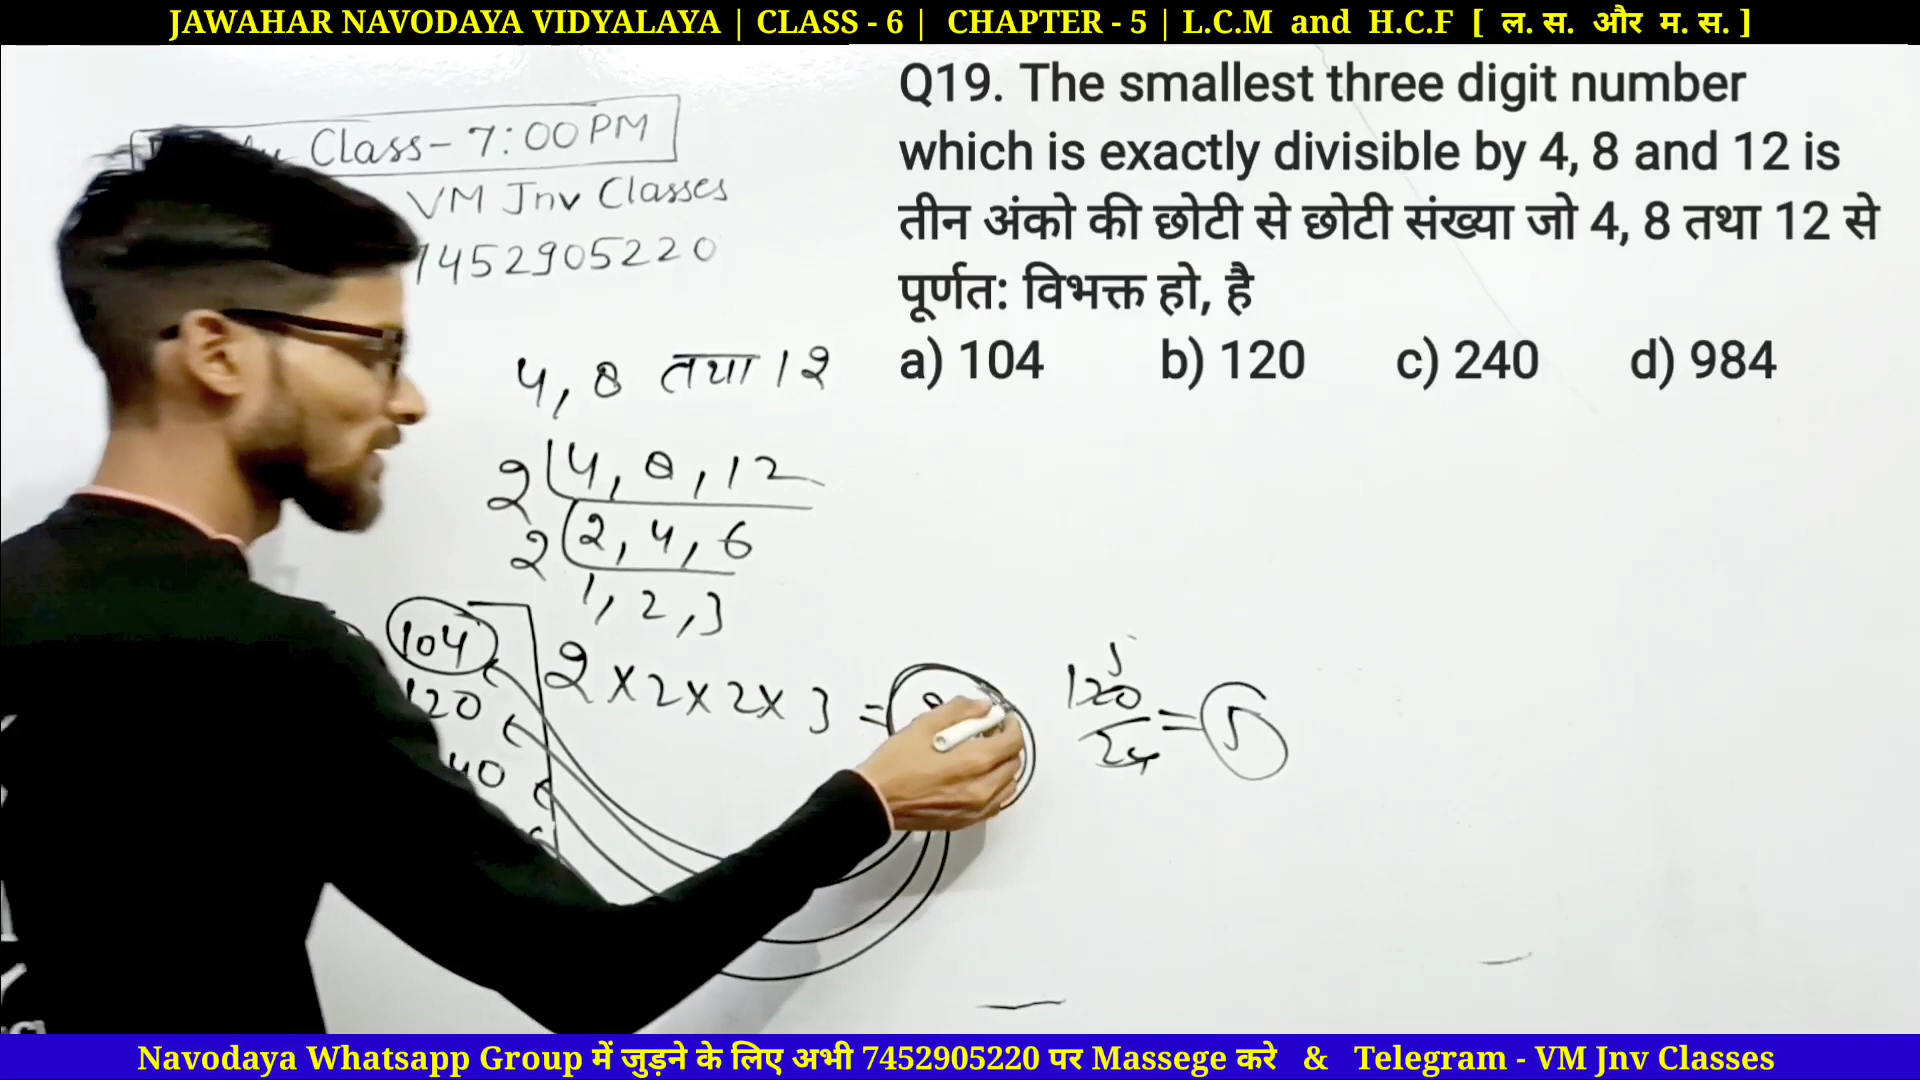 JAWAHAR NAVODAYA VIDYALAYA | CLASS - 6 | CHAPTER - 5 | L.C.M and H.C.F [ ल. स. और म. स. ]
Q19. The smallest three digit number
which is exactly divisible by 4, 8 and 12 is
तीन अंको की छोटी से छोटी संख्या जो 4, 8 तथा 12 से
पूर्णत: विभक्त हो, है
a) 104 b) 120 c) 240 d) 984
Class - 7:00 PM
VM Jnv Classes
7452905220
4, 8 तथा 12
2 4, 8, 12
2 2, 4, 6
1, 2, 3
2 × 2 × 2 × 3 =
104
120
40
5
120
24
= 5
Navodaya Whatsapp Group में जुड़ने के लिए अभी 7452905220 पर Massege करे & Telegram - VM Jnv Classes